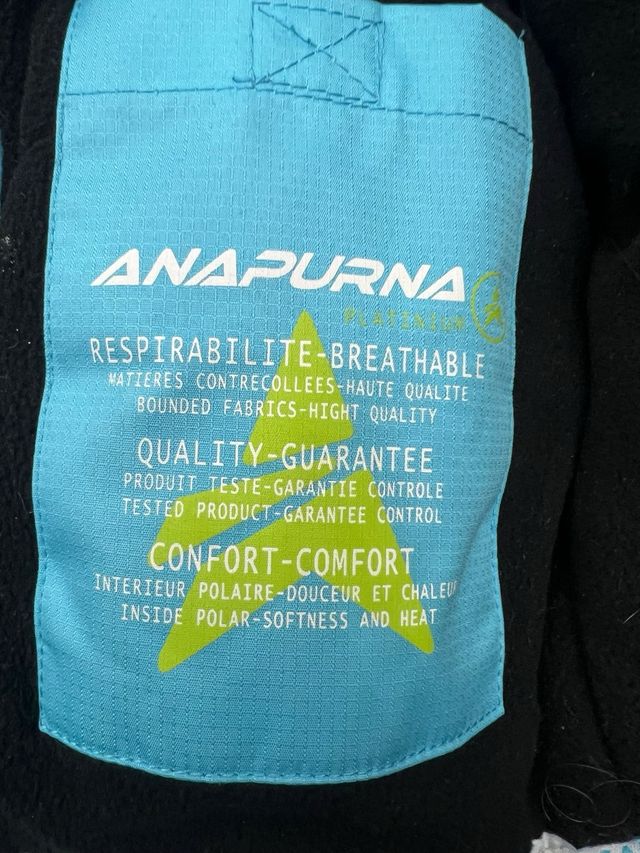 ANAPURNA
PLATINIUM
RESPIRABILITE-BREATHABLE
MATIERES CONTRECOLLEES-HAUTE QUALITE
BOUNDED FABRICS-HIGHT QUALITY
QUALITY-GUARANTEE
PRODUIT TESTE-GARANTIE CONTROLE
TESTED PRODUCT-GARANTEE CONTROL
CONFORT-COMFORT
INTERIEUR POLAIRE-DOUCEUR ET CHALEUR
INSIDE POLAR-SOFTNESS AND HEAT